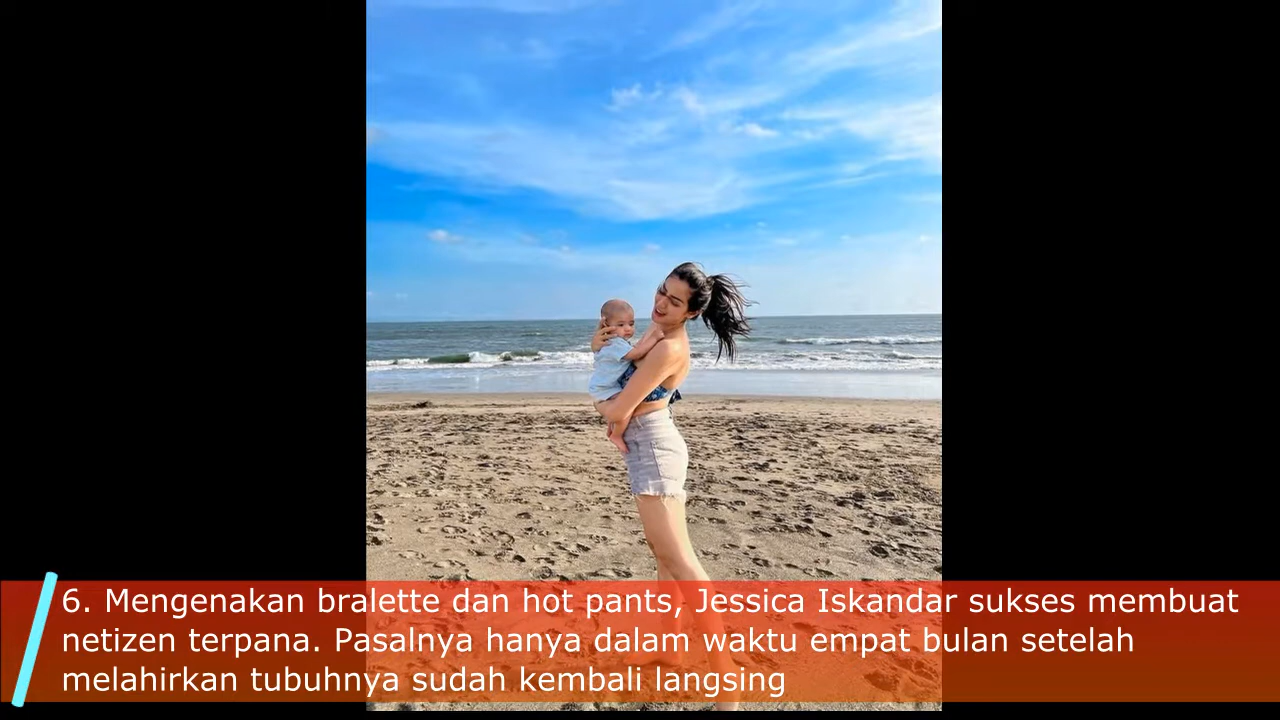 6. Mengenakan bralette dan hot pants, Jessica Iskandar sukses membuat
netizen terpana. Pasalnya hanya dalam waktu empat bulan setelah
melahirkan tubuhnya sudah kembali langsing